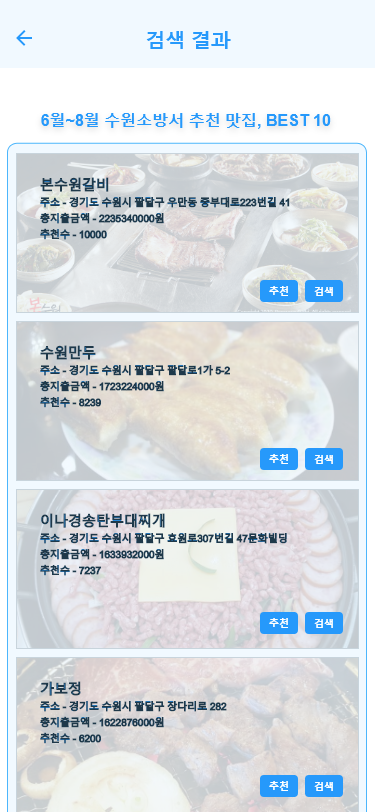 검색 결과
6월~8월 수원소방서 추천 맛집, BEST 10
본수원갈비
주소 - 경기도 수원시 팔달구 우만동 중부대로223번길 41
총지출금액 - 2235340000원
추천수 - 10000
추천 검색
수원만두
주소 - 경기도 수원시 팔달구 팔달로1가 5-2
총지출금액 - 1723224000원
추천수 - 8239
추천 검색
이나경송탄부대찌개
주소 - 경기도 수원시 팔달구 효원로307번길 47문화빌딩
총지출금액 - 1633932000원
추천수 - 7237
추천 검색
가보정
주소 - 경기도 수원시 팔달구 장다리로 282
총지출금액 - 1622876000원
추천수 - 6200
추천 검색